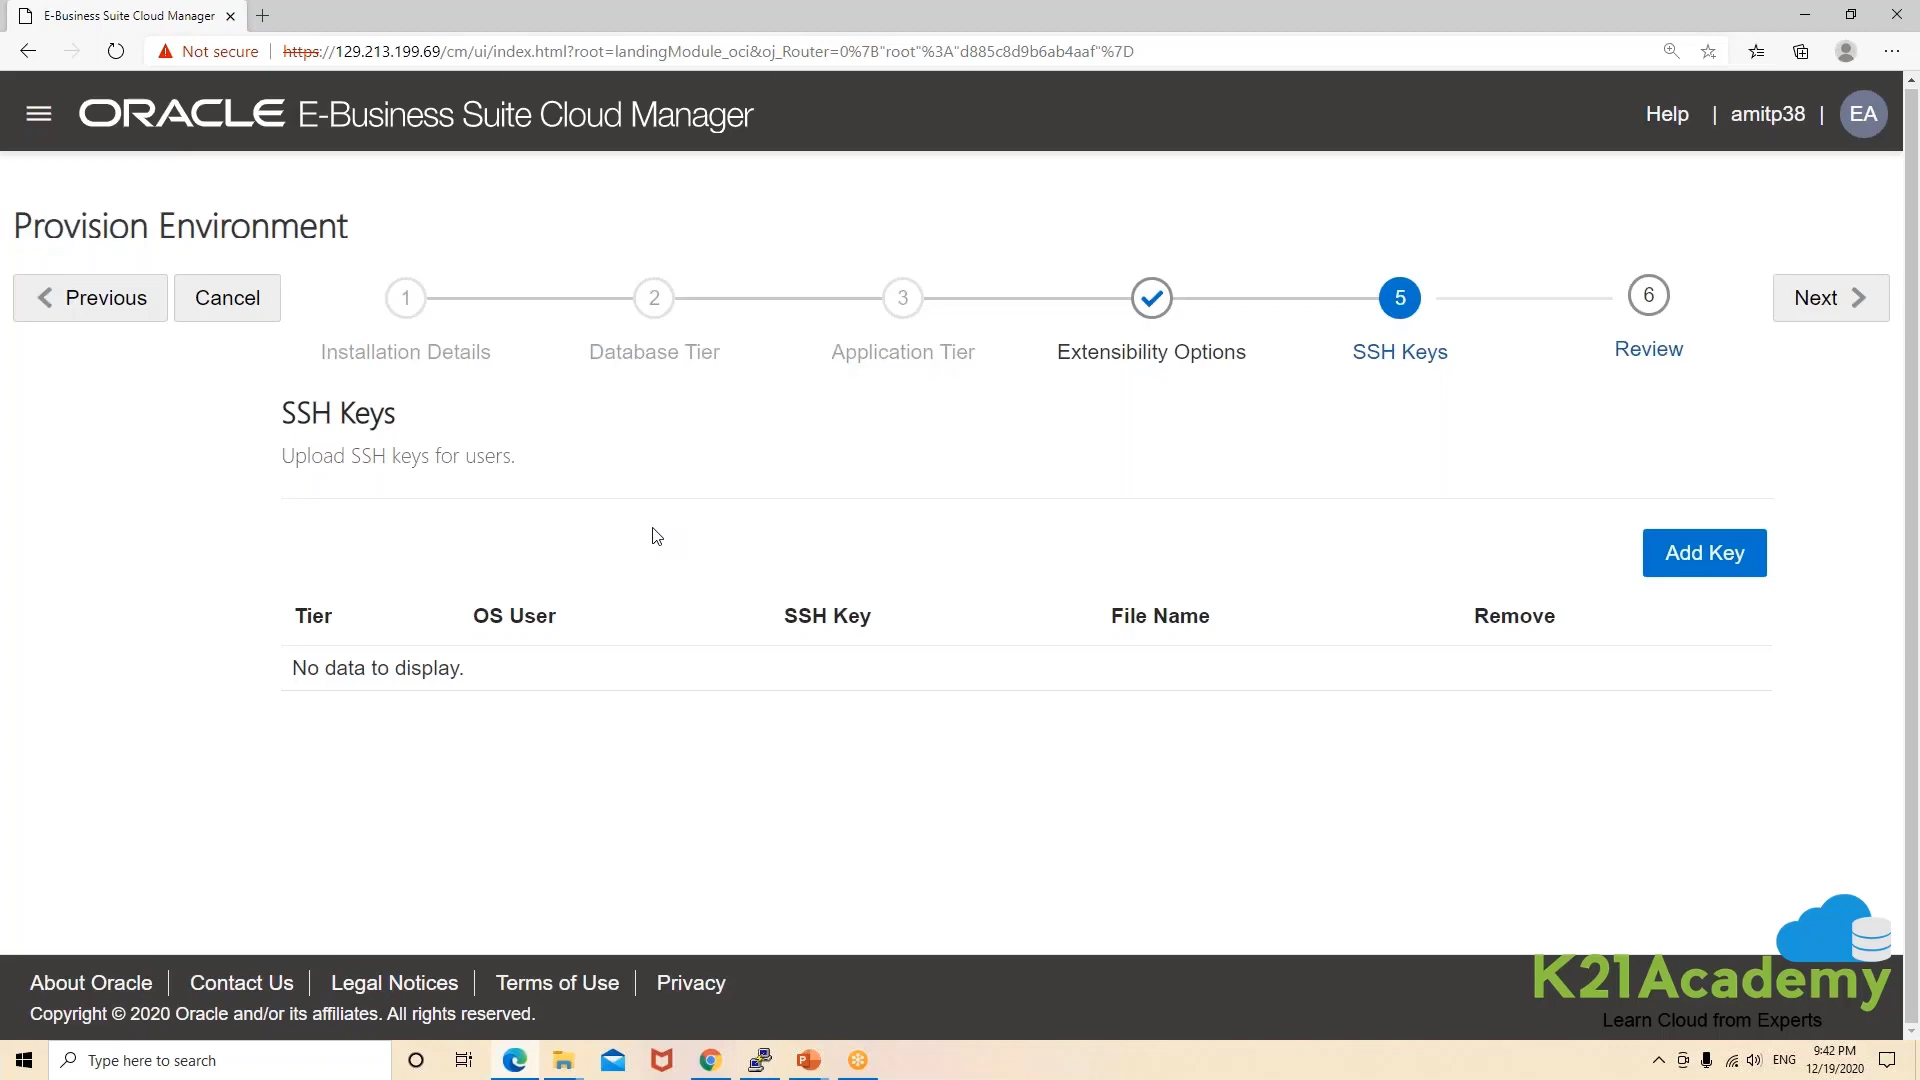 E-Business Suite Cloud Manager
Not secure
https://129.213.199.69/cm/ui/index.html?root=landingModule_oci&oj_Router=0%7B"root"%3A"d885c8d9b6ab4aaf"%7D
ORACLE E-Business Suite Cloud Manager
Help | amitp38 | EA
Provision Environment
Previous
Cancel
1
2
3
5
6
Next
Installation Details
Database Tier
Application Tier
Extensibility Options
SSH Keys
Review
SSH Keys
Upload SSH keys for users.
Add Key
Tier OS User SSH Key File Name Remove
No data to display.
About Oracle | Contact Us | Legal Notices | Terms of Use | Privacy
Copyright © 2020 Oracle and/or its affiliates. All rights reserved.
K21Academy
Learn Cloud from Experts
Type here to search
ENG
9:42 PM
12/19/2020